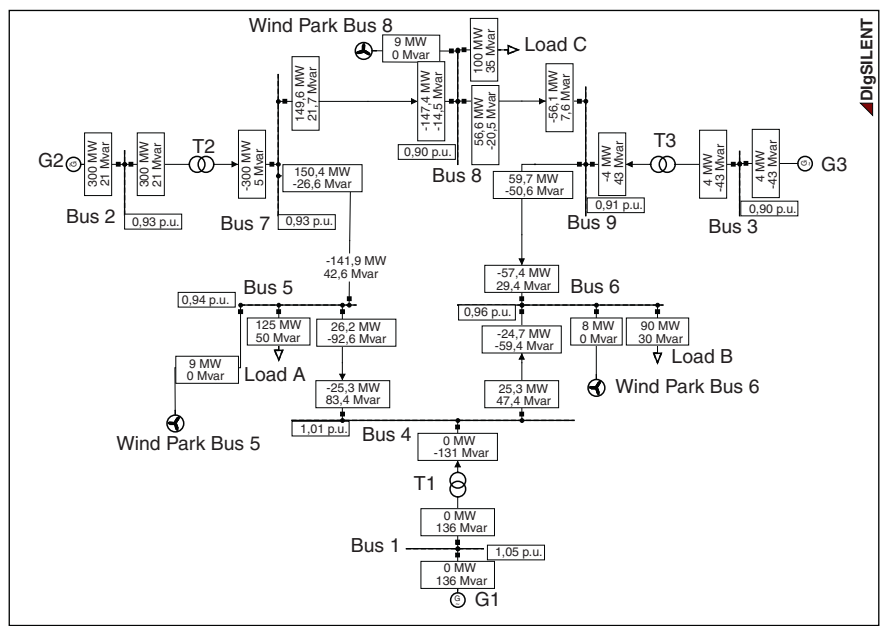 Wind Park Bus 8
9 MW
0 Mvar
100 MW
35 Mvar
Load C
DIgSILENT
149,6 MW
21,7 Mvar
-147,4 MW
-14,5 Mvar
56,6 MW
-20,5 Mvar
-56,1 MW
7,6 Mvar
0,90 p.u.
Bus 8
G2
G
300 MW
21 Mvar
300 MW
21 Mvar
T2
-300 MW
5 Mvar
150,4 MW
-26,6 Mvar
59,7 MW
-50,6 Mvar
-4 MW
43 Mvar
T3
4 MW
-43 Mvar
4 MW
-43 Mvar
G
G3
Bus 2
0,93 p.u.
Bus 7
0,93 p.u.
Bus 9
0,91 p.u.
Bus 3
0,90 p.u.
-141,9 MW
42,6 Mvar
-57,4 MW
29,4 Mvar
Bus 5
0,94 p.u.
Bus 6
0,96 p.u.
125 MW
50 Mvar
Load A
26,2 MW
-92,6 Mvar
-24,7 MW
-59,4 Mvar
8 MW
0 Mvar
90 MW
30 Mvar
Load B
9 MW
0 Mvar
Wind Park Bus 6
-25,3 MW
83,4 Mvar
25,3 MW
47,4 Mvar
Wind Park Bus 5
1,01 p.u.
Bus 4
0 MW
-131 Mvar
T1
0 MW
136 Mvar
Bus 1
1,05 p.u.
0 MW
136 Mvar
G
G1